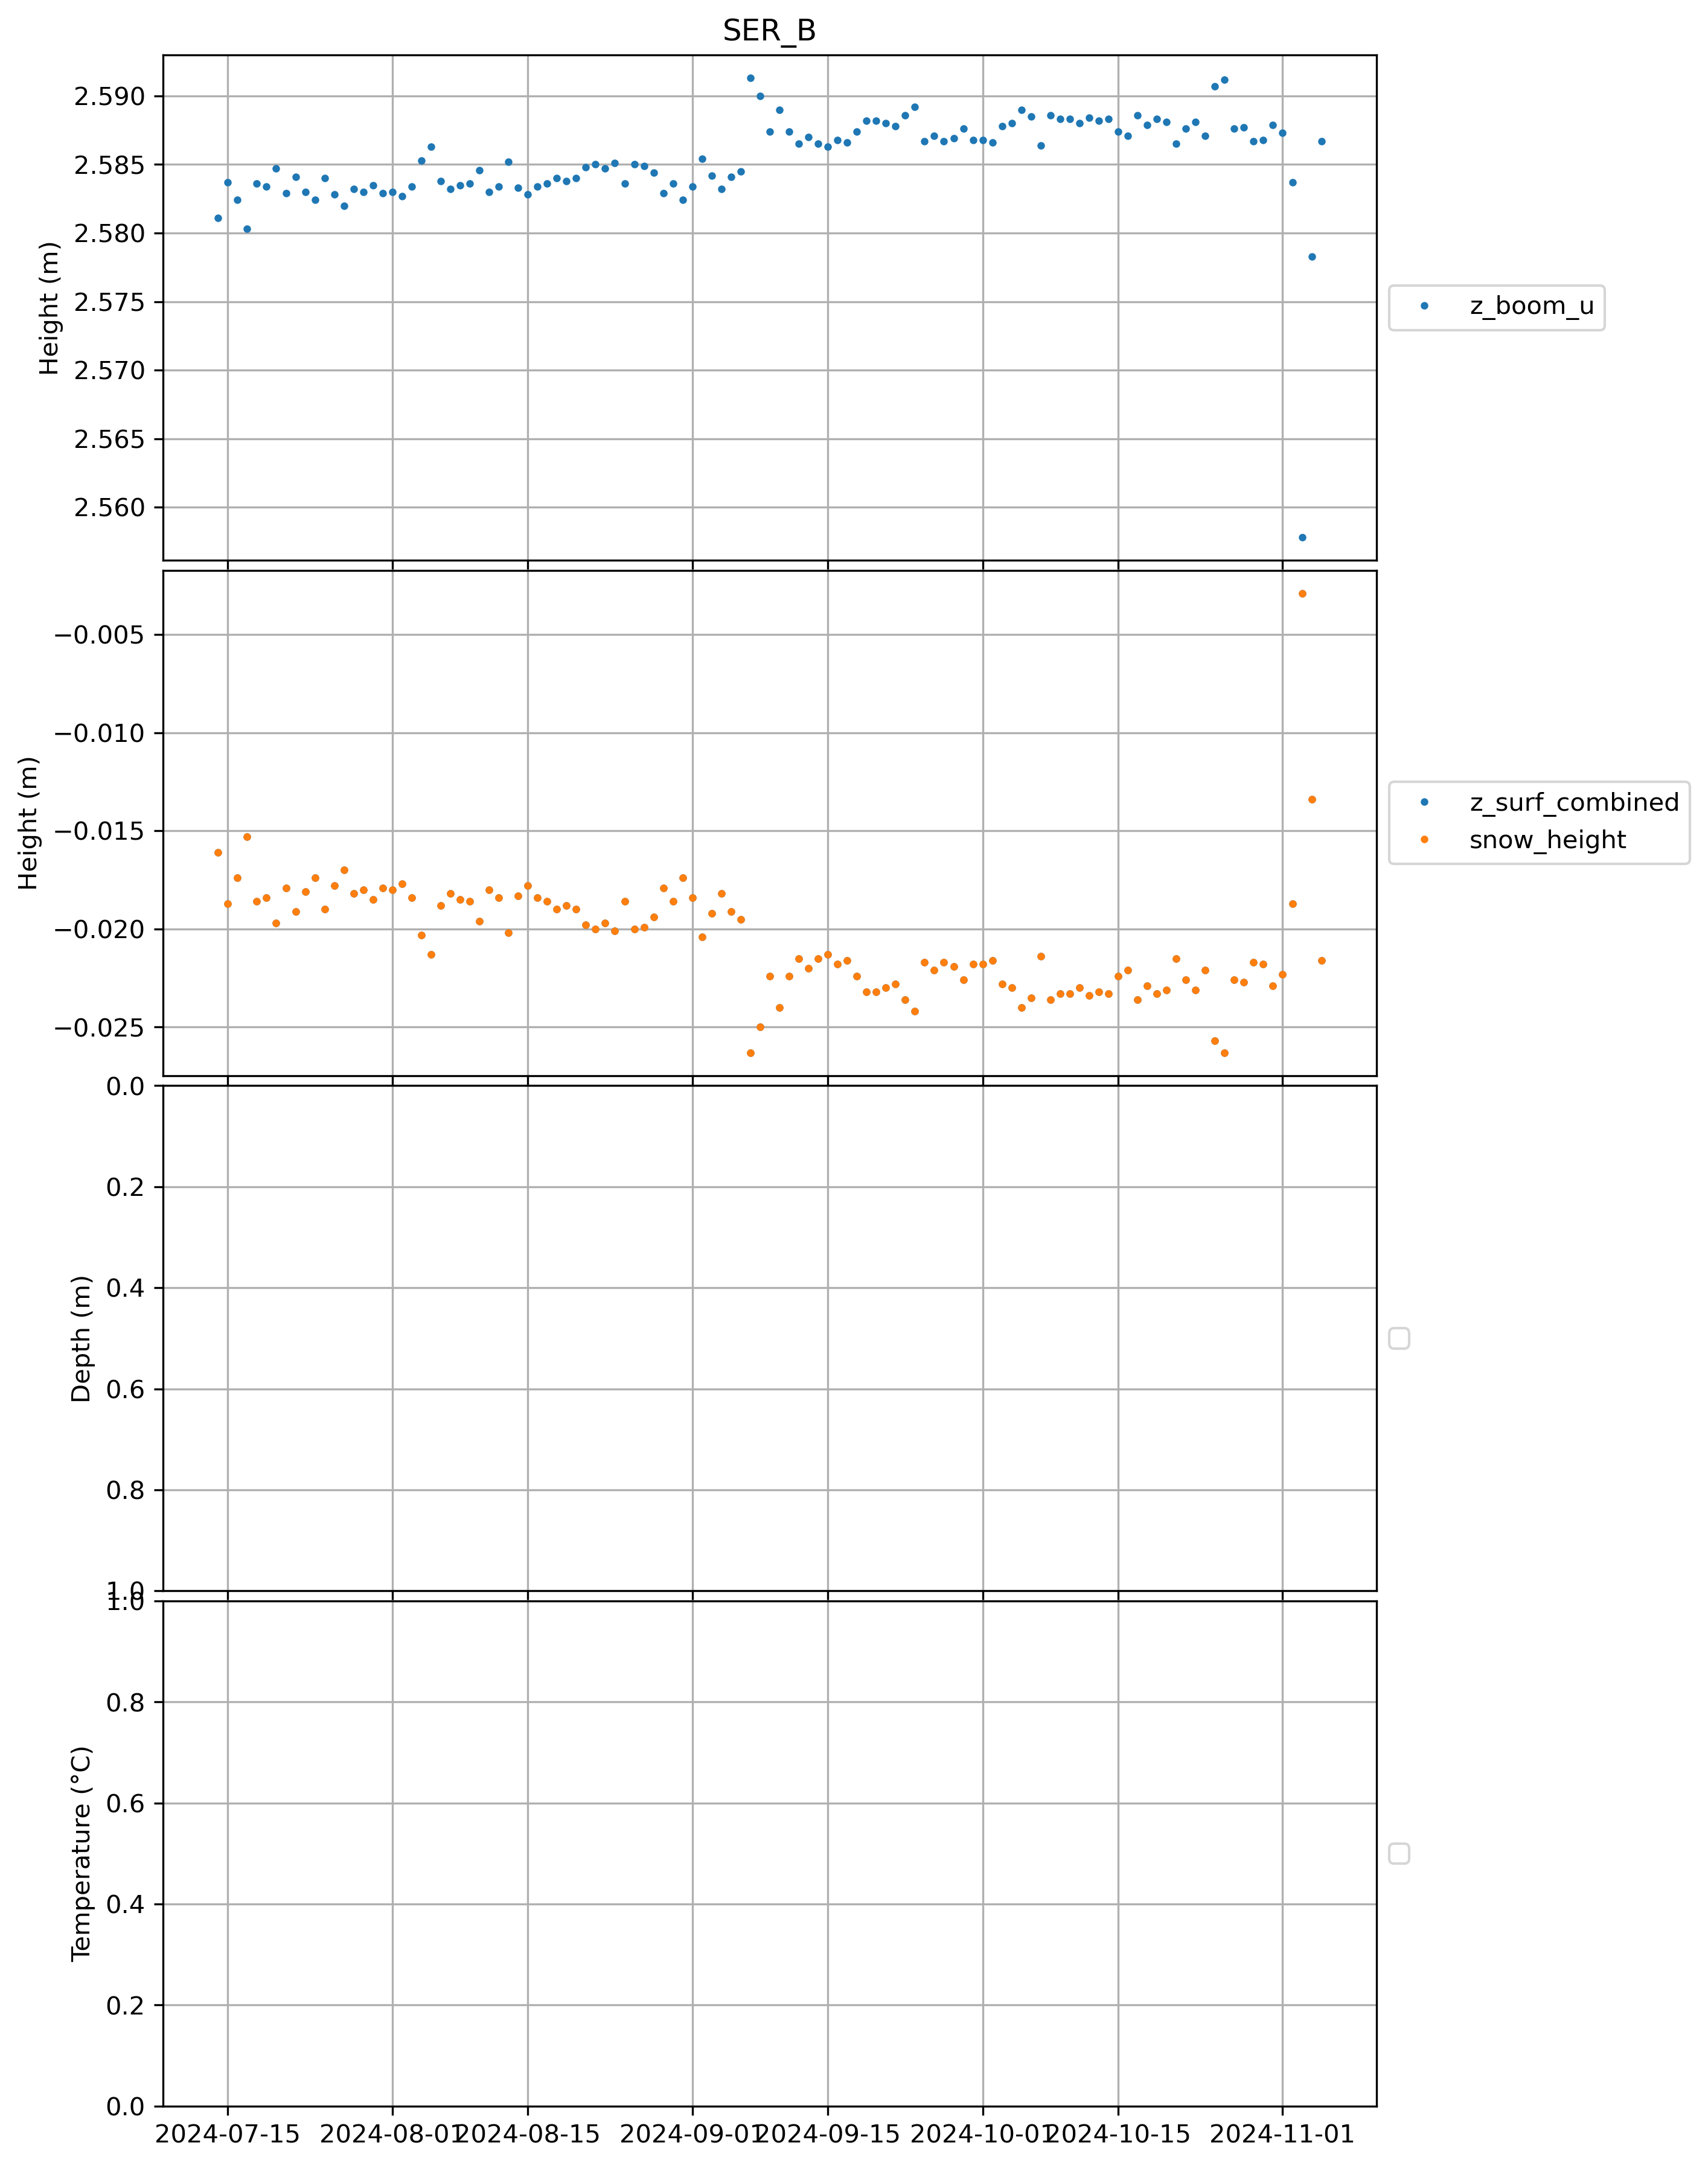 SER_B
2.590
2.585
2.580
2.575
2.570
2.565
2.560
Height (m)
z_boom_u
−0.005
−0.010
−0.015
−0.020
−0.025
Height (m)
z_surf_combined
snow_height
0.0
0.2
0.4
0.6
0.8
1.0
Depth (m)
1.0
0.8
0.6
0.4
0.2
0.0
Temperature (°C)
2024-07-15 2024-08-01 2024-08-15 2024-09-01 2024-09-15 2024-10-01 2024-10-15 2024-11-01